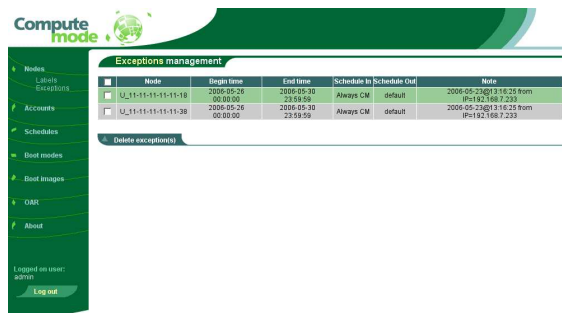 Compute
mode
Nodes
Labels
Exceptions
Accounts
Schedules
Boot modes
Boot images
OAR
About
Logged on user:
admin
Log out
Exceptions management
Node Begin time End time Schedule In Schedule Out Note
U_11-11-11-11-11-18 2006-05-26 00:00:00 2006-05-30 23:59:59 Always CM default 2006-05-23@13:16:25 from IP=192.168.7.233
U_11-11-11-11-11-38 2006-05-26 00:00:00 2006-05-30 23:59:59 Always CM default 2006-05-23@13:16:25 from IP=192.168.7.233
Delete exception(s)